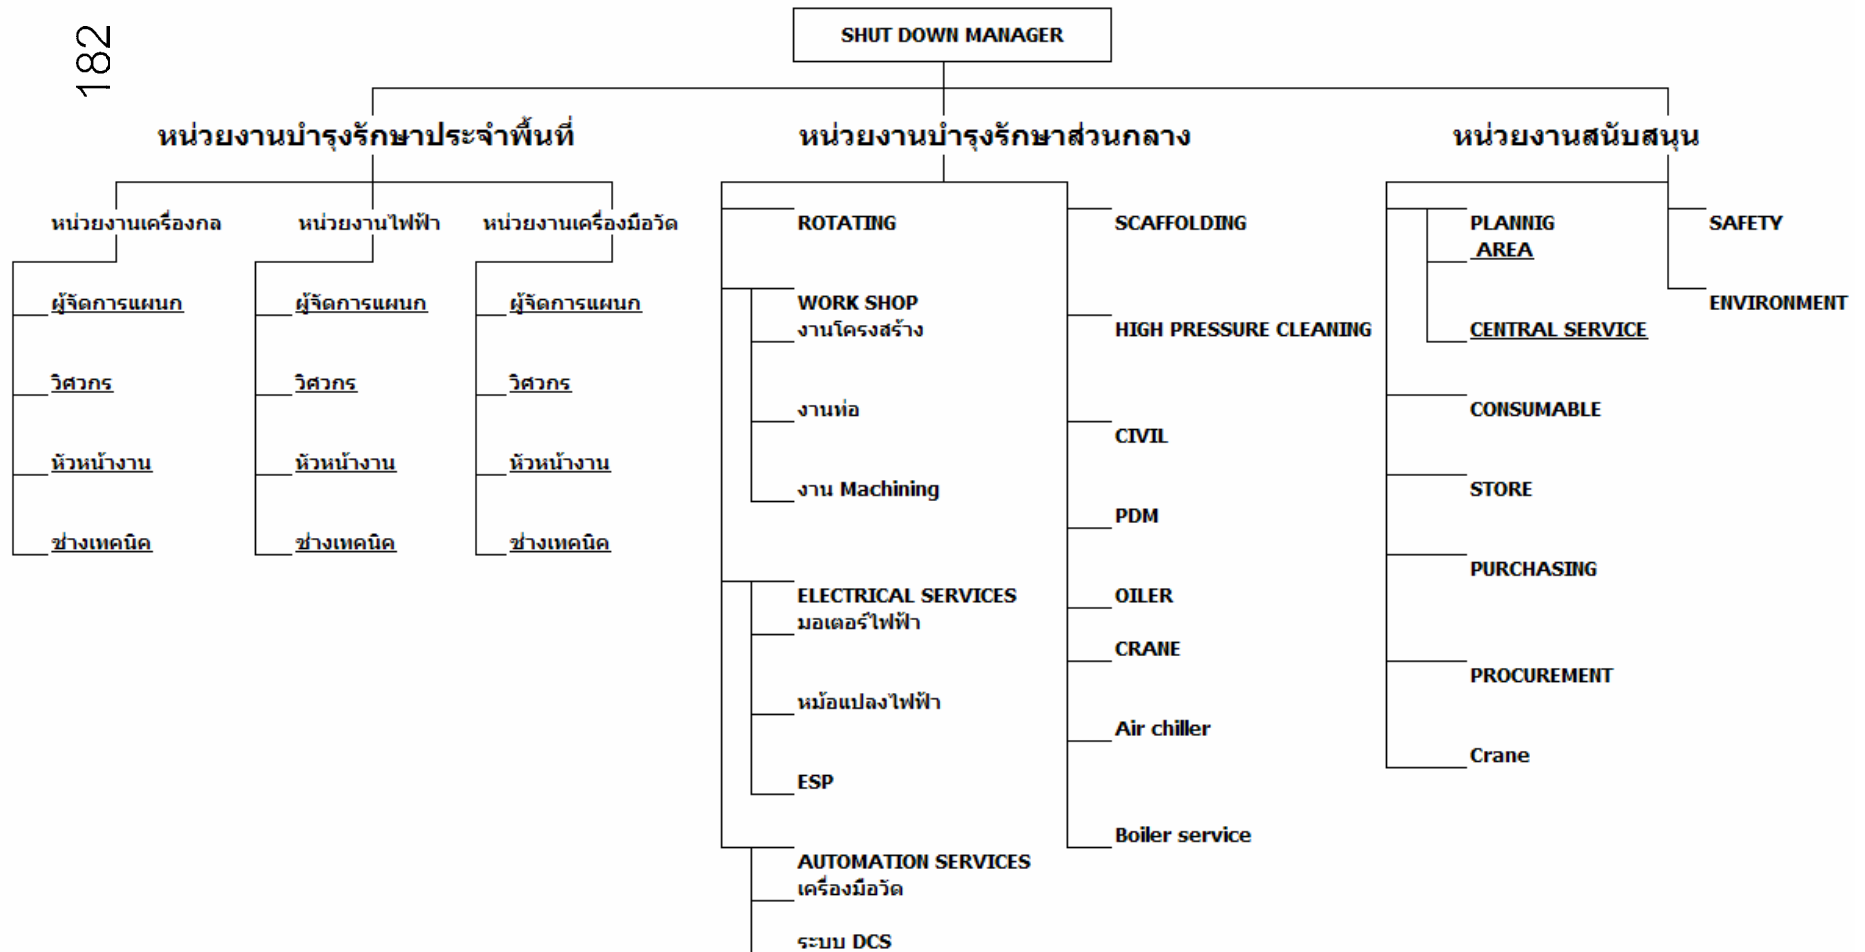 182
SHUT DOWN MANAGER
หน่วยงานบำรุงรักษาประจำพื้นที่
หน่วยงานบำรุงรักษาส่วนกลาง
หน่วยงานสนับสนุน
หน่วยงานเครื่องกล
หน่วยงานไฟฟ้า
หน่วยงานเครื่องมือวัด
ผู้จัดการแผนก
วิศวกร
หัวหน้างาน
ช่างเทคนิค
ผู้จัดการแผนก
วิศวกร
หัวหน้างาน
ช่างเทคนิค
ผู้จัดการแผนก
วิศวกร
หัวหน้างาน
ช่างเทคนิค
ROTATING
WORK SHOP
งานโครงสร้าง
งานท่อ
งาน Machining
ELECTRICAL SERVICES
มอเตอร์ไฟฟ้า
หม้อแปลงไฟฟ้า
ESP
AUTOMATION SERVICES
เครื่องมือวัด
ระบบ DCS
SCAFFOLDING
HIGH PRESSURE CLEANING
CIVIL
PDM
OILER
CRANE
Air chiller
Boiler service
PLANNIG
AREA
CENTRAL SERVICE
CONSUMABLE
STORE
PURCHASING
PROCUREMENT
Crane
SAFETY
ENVIRONMENT